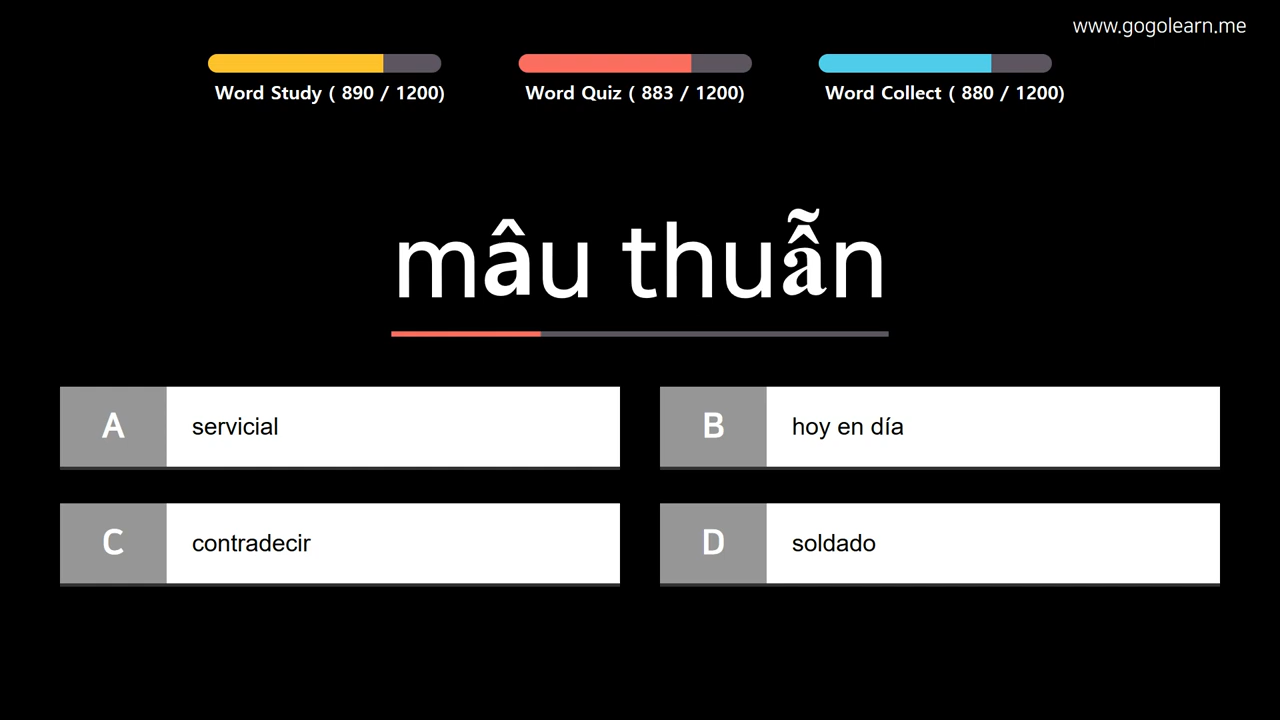 www.gogolearn.me
Word Study ( 890 / 1200)
Word Quiz ( 883 / 1200)
Word Collect ( 880 / 1200)
mâu thuẫn
A servicial
B hoy en día
C contradecir
D soldado